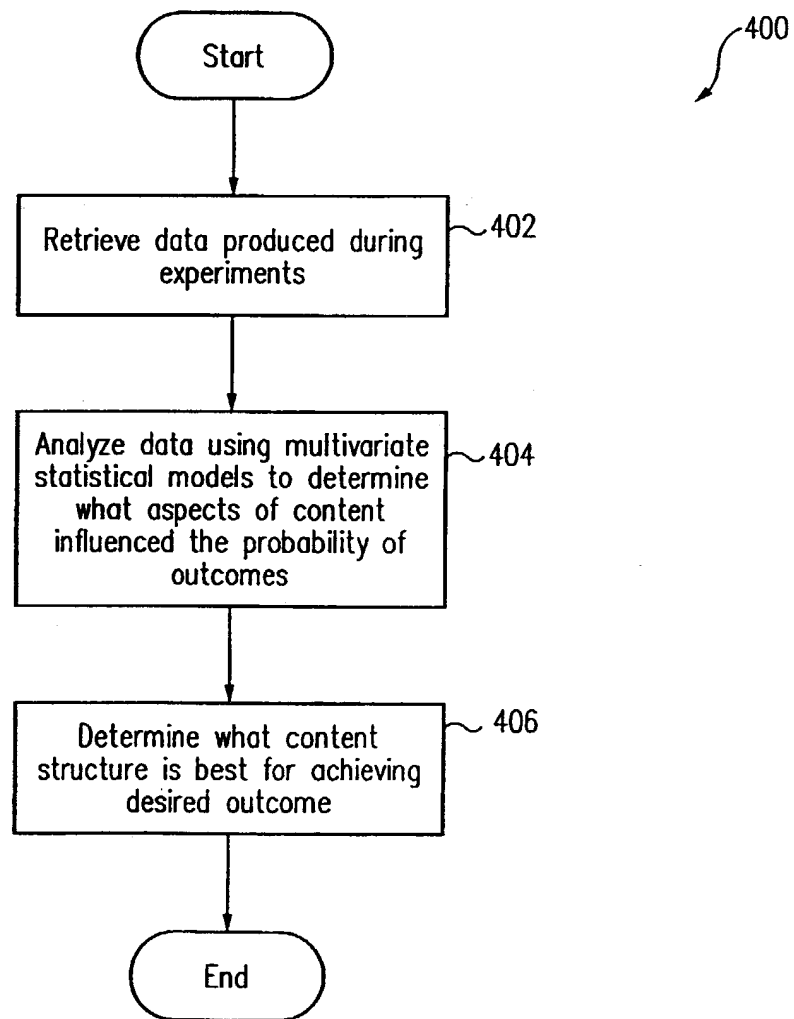 Start
400
Retrieve data produced during
experiments
402
Analyze data using multivariate
statistical models to determine
what aspects of content
influenced the probability of
outcomes
404
Determine what content
structure is best for achieving
desired outcome
406
End